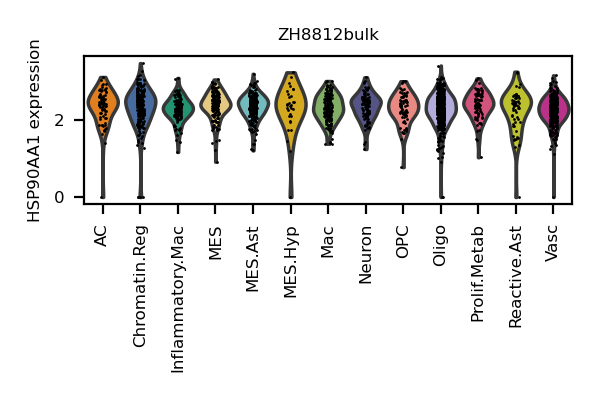 ZH8812bulk
HSP90AA1 expression
2
0
AC
Chromatin.Reg
Inflammatory.Mac
MES
MES.Ast
MES.Hyp
Mac
Neuron
OPC
Oligo
Prolif.Metab
Reactive.Ast
Vasc